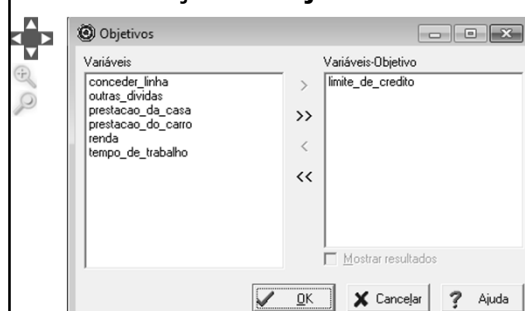 Objetivos
Variáveis
conceder_linha
outras_dividas
prestacao_da_casa
prestacao_do_carro
renda
tempo_de_trabalho
>
>>
<
<<
Variáveis-Objetivo
limite_de_credito
Mostrar resultados
OK
Cancelar
? Ajuda